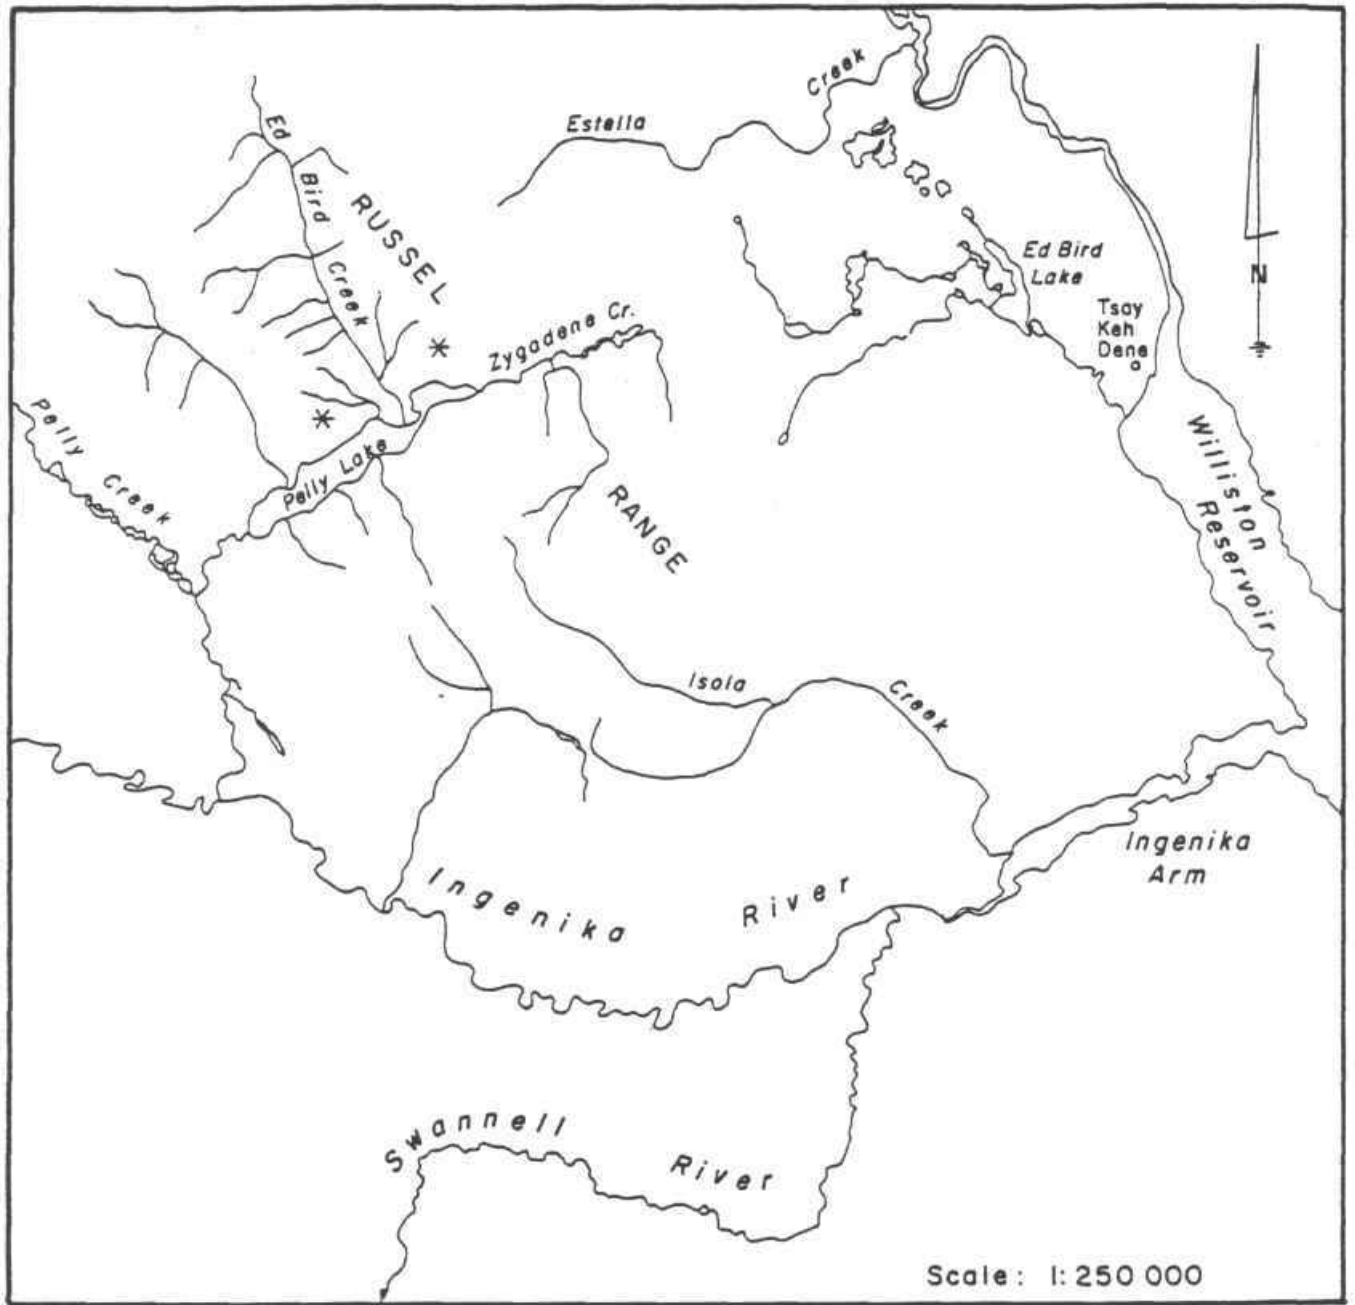 Estella Creek
Ed Bird Creek
RUSSEL
RANGE
Ed Bird
Lake
N
Tsay
Keh
Dene
Zygadene Cr.
Pelly Creek
Pelly Lake
Williston
Reservoir
Isola Creek
Ingenika
Arm
Ingenika River
Swannell River
Scale: 1:250 000